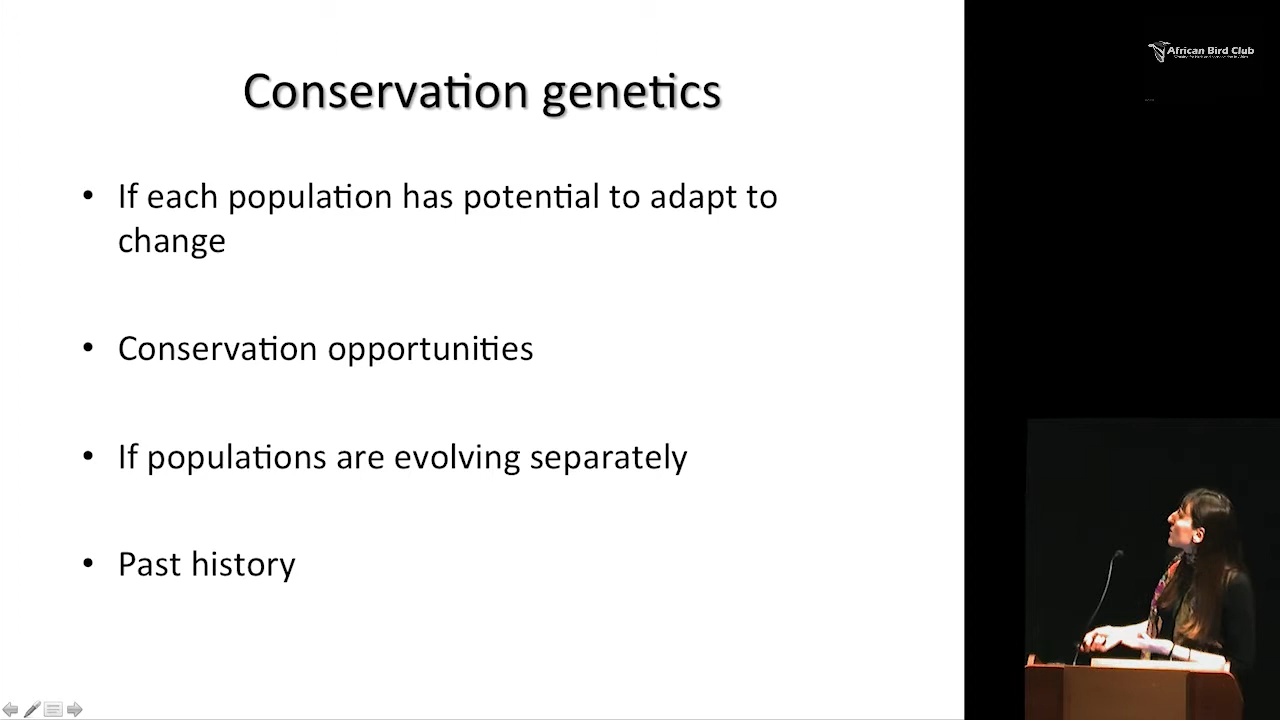 Conservation genetics
• If each population has potential to adapt to
change
• Conservation opportunities
• If populations are evolving separately
• Past history
African Bird Club